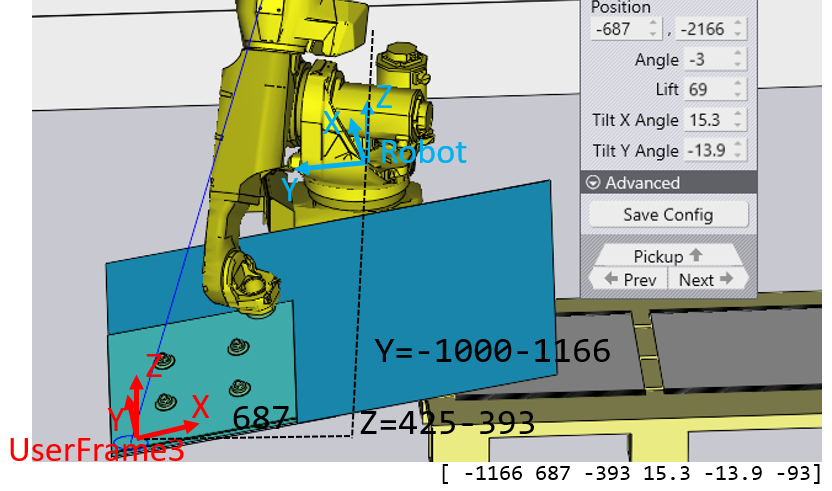 Position
-687 , -2166
Angle -3
Lift 69
Tilt X Angle 15.3
Tilt Y Angle -13.9
Advanced
Save Config
Pickup
Prev Next
Z
X
Robot
Y
Y=-1000-1166
Z
X
Y
687
Z=425-393
UserFrame3
[ -1166 687 -393 15.3 -13.9 -93]